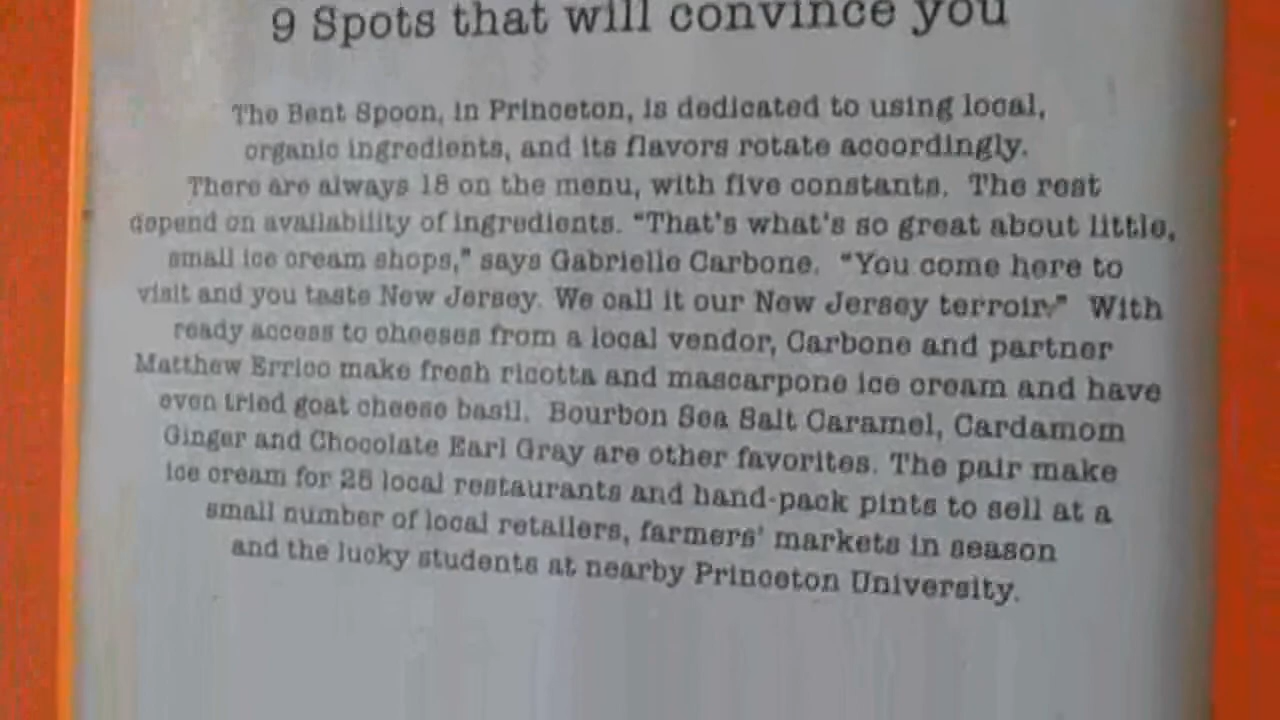 9 Spots that will convince you
The Bent Spoon, in Princeton, is dedicated to using local,
organic ingredients, and its flavors rotate accordingly.
There are always 18 on the menu, with five constants. The rest
depend on availability of ingredients. “That's what's so great about little,
small ice cream shops,” says Gabrielle Carbone. “You come here to
visit and you taste New Jersey. We call it our New Jersey terroir.” With
ready access to cheeses from a local vendor, Carbone and partner
Matthew Errico make fresh ricotta and mascarpone ice cream and have
even tried goat cheese basil. Bourbon Sea Salt Caramel, Cardamom
Ginger and Chocolate Earl Gray are other favorites. The pair make
ice cream for 25 local restaurants and hand-pack pints to sell at a
small number of local retailers, farmers' markets in season
and the lucky students at nearby Princeton University.